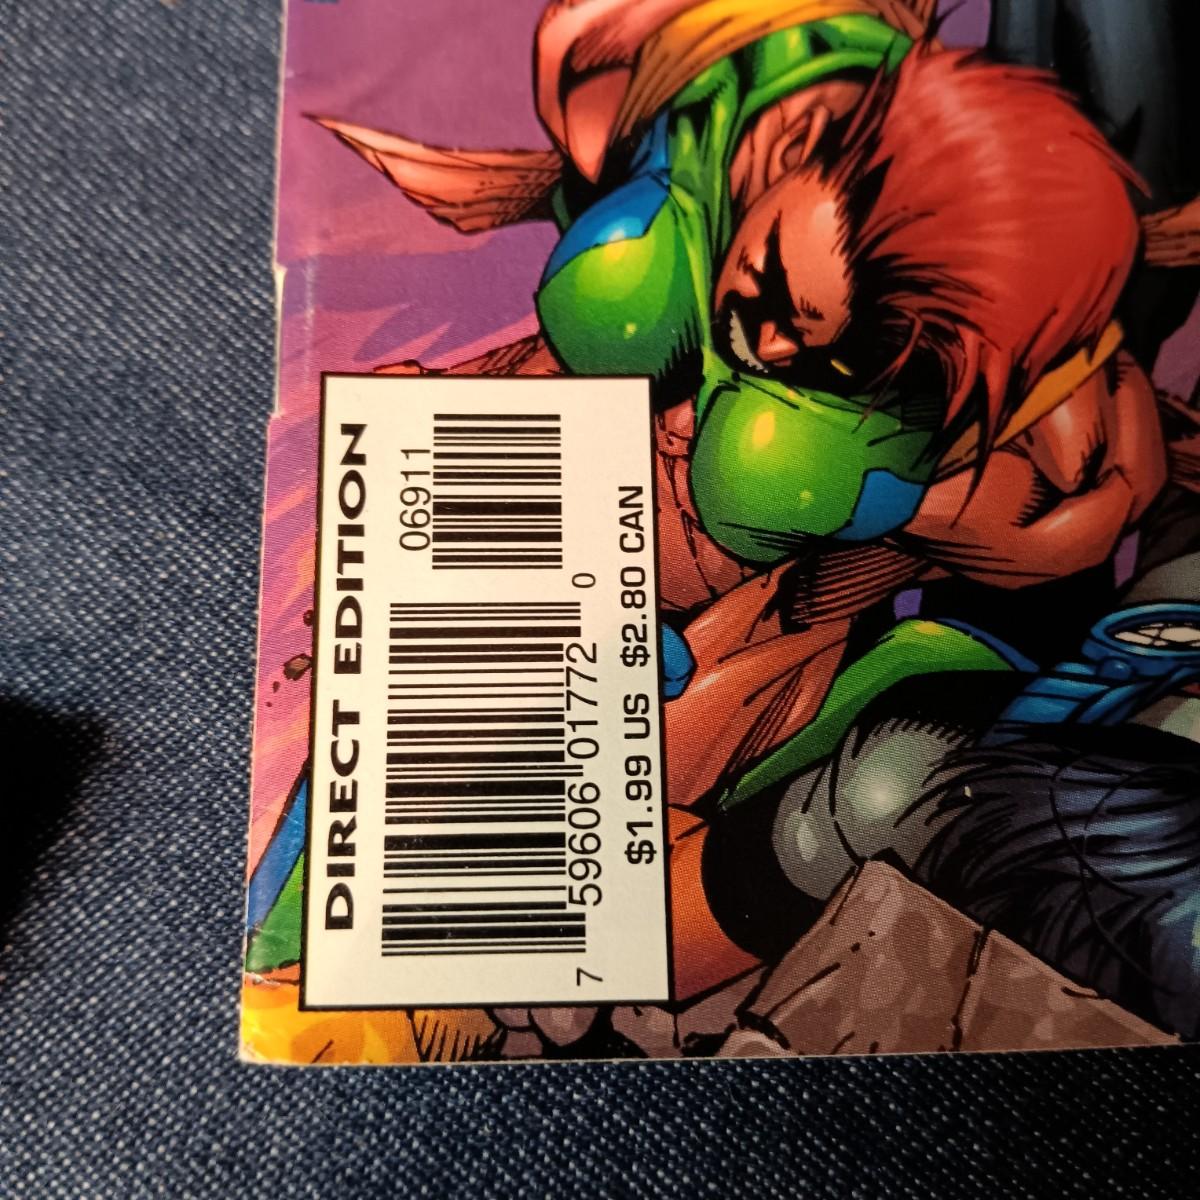 DIRECT EDITION
06911
7 59606 01772 0
$1.99 US $2.80 CAN